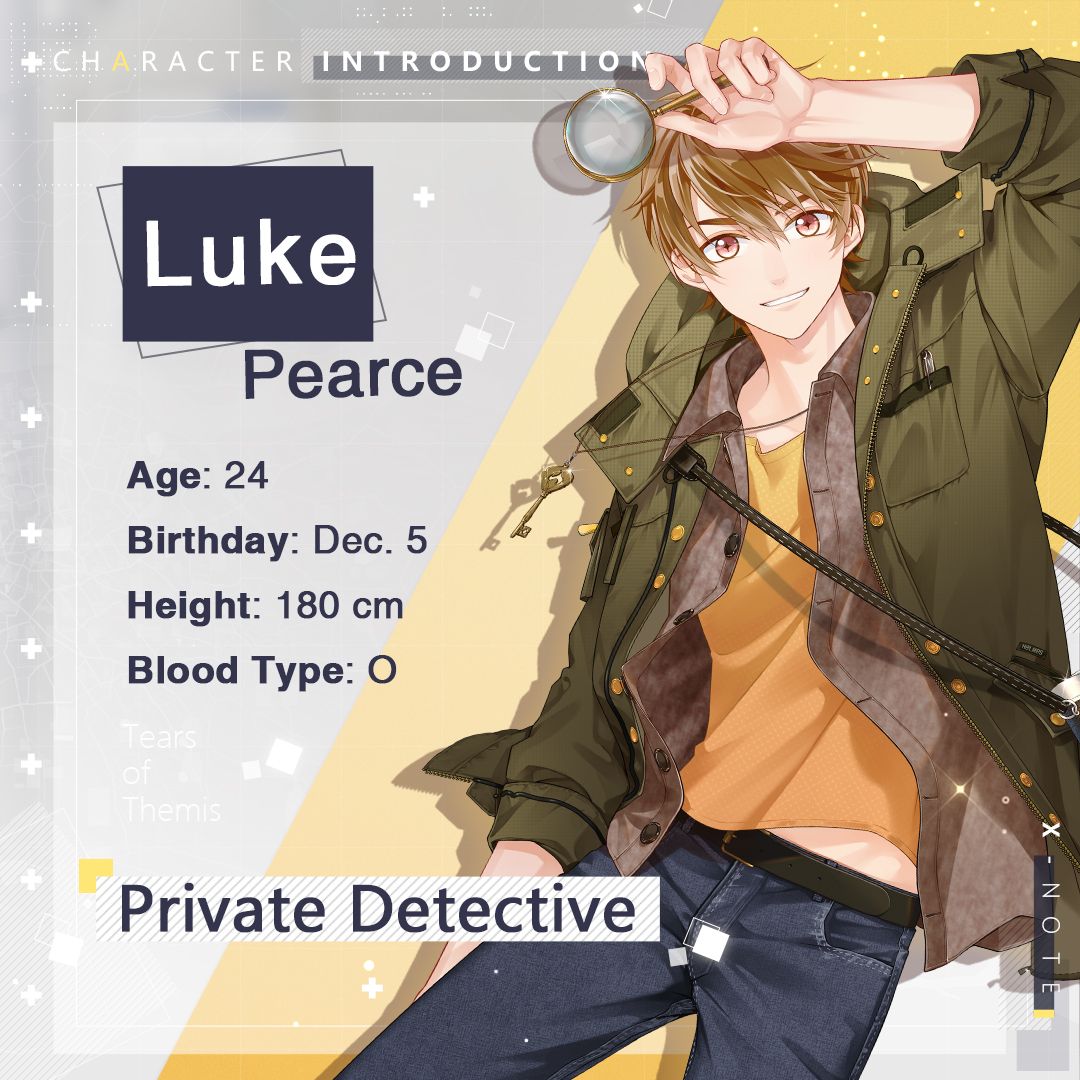 CHARACTER INTRODUCTION
Luke
Pearce
Age: 24
Birthday: Dec. 5
Height: 180 cm
Blood Type: O
Tears
of
Themis
Private Detective
X-NOTE